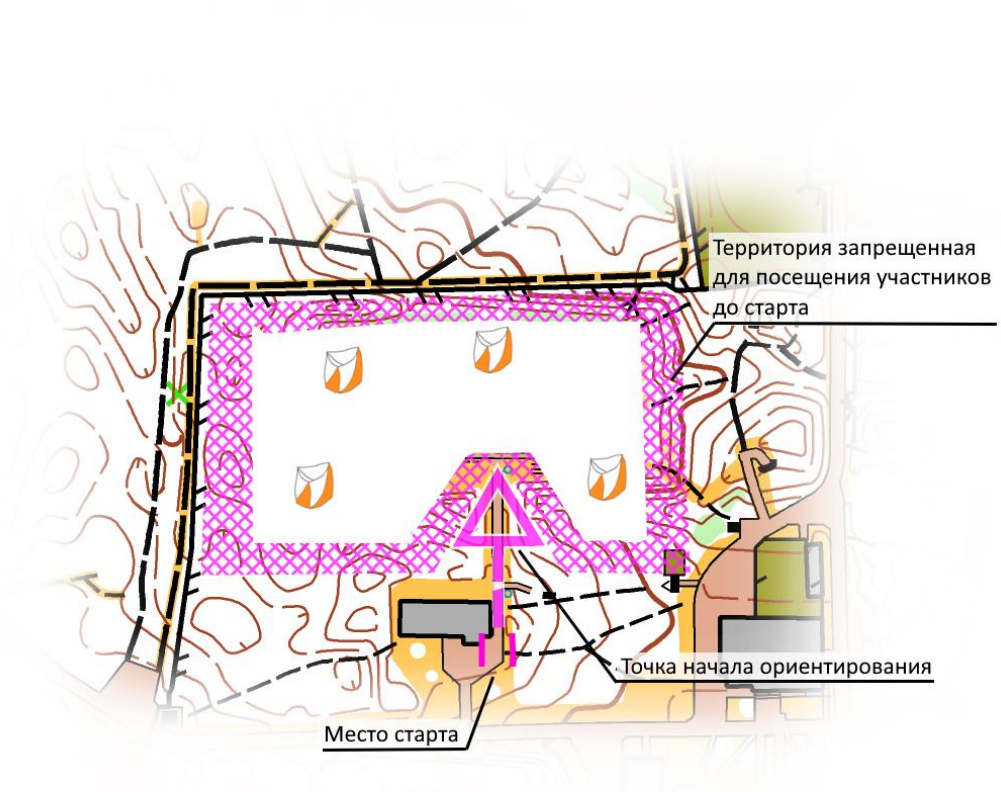 Территория запрещенная
для посещения участников
до старта
Точка начала ориентирования
Место старта